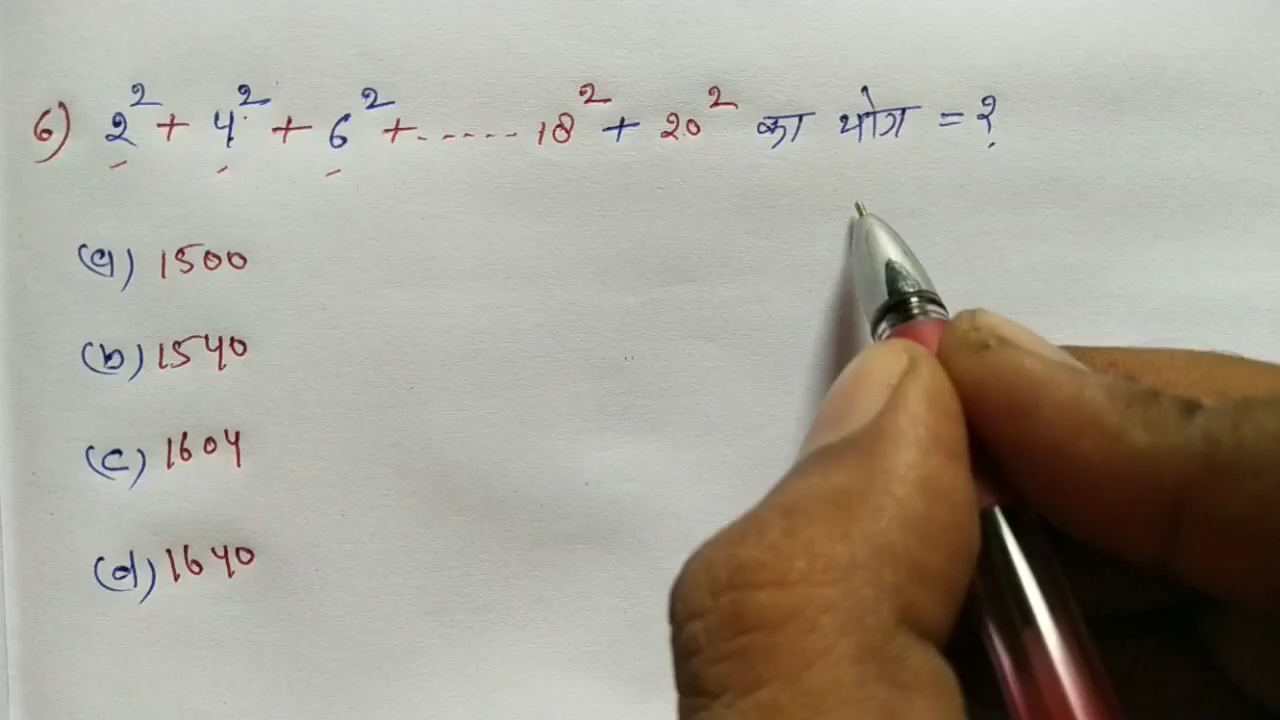 6) 2² + 4² + 6² + ...... 18² + 20² का योग = ?
(a) 1500
(b) 1540
(c) 1604
(d) 1640